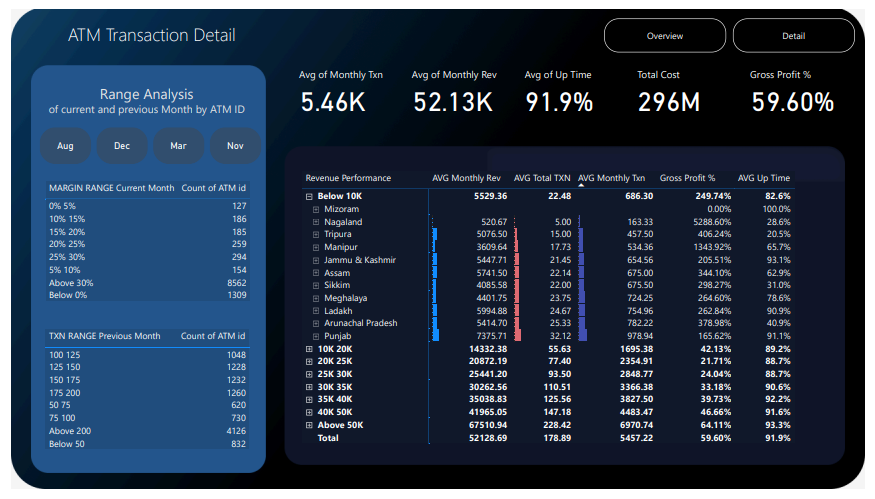 ATM Transaction Detail
Overview
Detail
Range Analysis
of current and previous Month by ATM ID
Aug Dec Mar Nov
MARGIN RANGE Current Month Count of ATM id
0% 5% 127
10% 15% 186
15% 20% 185
20% 25% 259
25% 30% 294
5% 10% 154
Above 30% 8562
Below 0% 1309
TXN RANGE Previous Month Count of ATM id
100 125 1048
125 150 1228
150 175 1232
175 200 1260
50 75 620
75 100 730
Above 200 4126
Below 50 832
Avg of Monthly Txn Avg of Monthly Rev Avg of Up Time Total Cost Gross Profit %
5.46K 52.13K 91.9% 296M 59.60%
Revenue Performance AVG Monthly Rev AVG Total TXN AVG Monthly Txn Gross Profit % AVG Up Time
Below 10K 5529.36 22.48 686.30 249.74% 82.6%
Mizoram 0.00% 100.0%
Nagaland 520.67 5.00 163.33 5288.60% 28.6%
Tripura 5076.50 15.00 457.50 406.24% 20.5%
Manipur 3609.64 17.73 534.36 1343.92% 65.7%
Jammu & Kashmir 5447.71 21.45 654.56 205.51% 93.1%
Assam 5741.50 22.14 675.00 344.10% 62.9%
Sikkim 4085.58 22.00 675.50 298.27% 31.0%
Meghalaya 4401.75 23.75 724.25 264.60% 78.6%
Ladakh 5994.88 24.67 754.96 262.84% 90.9%
Arunachal Pradesh 5414.70 25.33 782.22 378.98% 40.9%
Punjab 7375.71 32.12 978.94 165.62% 91.1%
10K 20K 14332.38 55.63 1695.38 42.13% 89.2%
20K 25K 20872.19 77.40 2354.91 21.71% 88.7%
25K 30K 25441.20 93.50 2848.77 24.04% 88.7%
30K 35K 30262.56 110.51 3366.38 33.18% 90.6%
35K 40K 35038.83 125.56 3827.50 39.73% 92.2%
40K 50K 41965.05 147.18 4483.47 46.66% 91.6%
Above 50K 67510.94 228.42 6970.74 64.11% 93.3%
Total 52128.69 178.89 5457.22 59.60% 91.9%